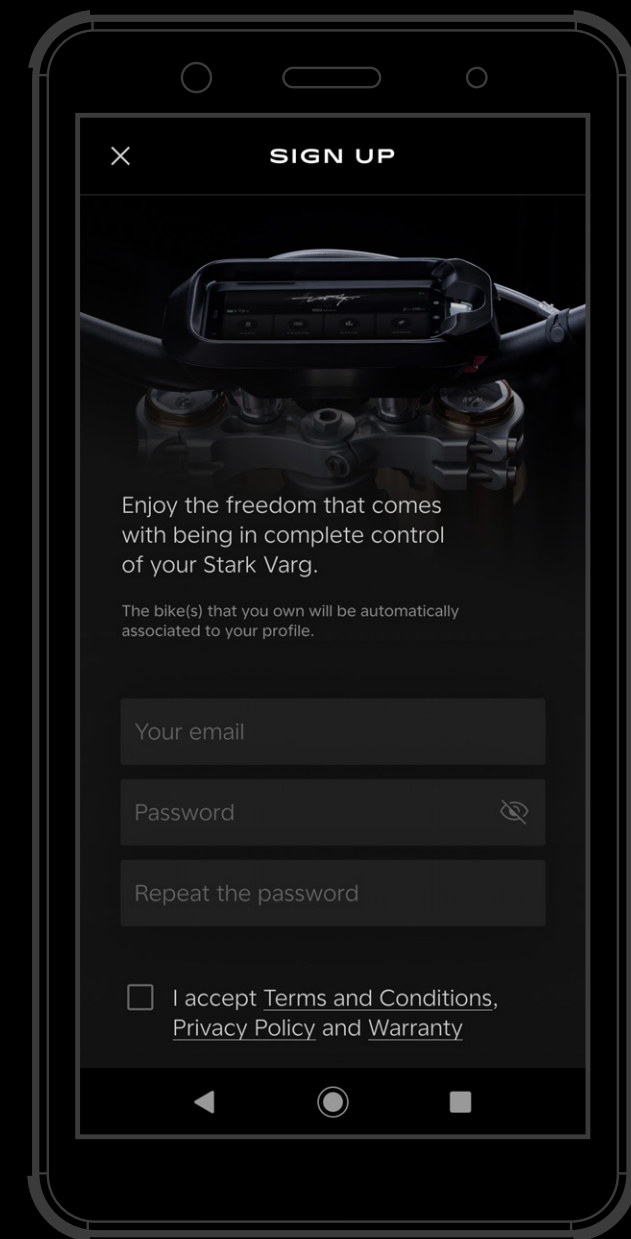 SIGN UP
Enjoy the freedom that comes
with being in complete control
of your Stark Varg.
The bike(s) that you own will be automatically
associated to your profile.
Your email
Password
Repeat the password
I accept Terms and Conditions,
Privacy Policy and Warranty